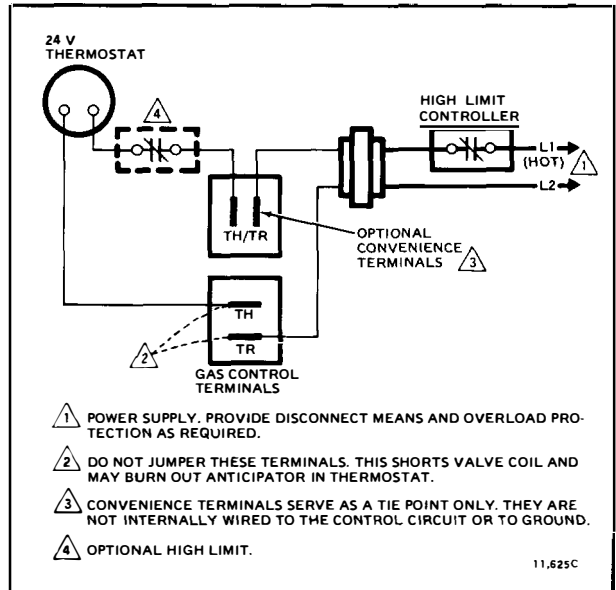 24 V
THERMOSTAT
4
HIGH LIMIT
CONTROLLER
L1
(HOT)
1
L2
TH/TR
OPTIONAL
CONVENIENCE
TERMINALS 3
TH
2
TR
GAS CONTROL
TERMINALS
1 POWER SUPPLY. PROVIDE DISCONNECT MEANS AND OVERLOAD PRO-
TECTION AS REQUIRED.
2 DO NOT JUMPER THESE TERMINALS. THIS SHORTS VALVE COIL AND
MAY BURN OUT ANTICIPATOR IN THERMOSTAT.
3 CONVENIENCE TERMINALS SERVE AS A TIE POINT ONLY. THEY ARE
NOT INTERNALLY WIRED TO THE CONTROL CIRCUIT OR TO GROUND.
4 OPTIONAL HIGH LIMIT.
11,625C